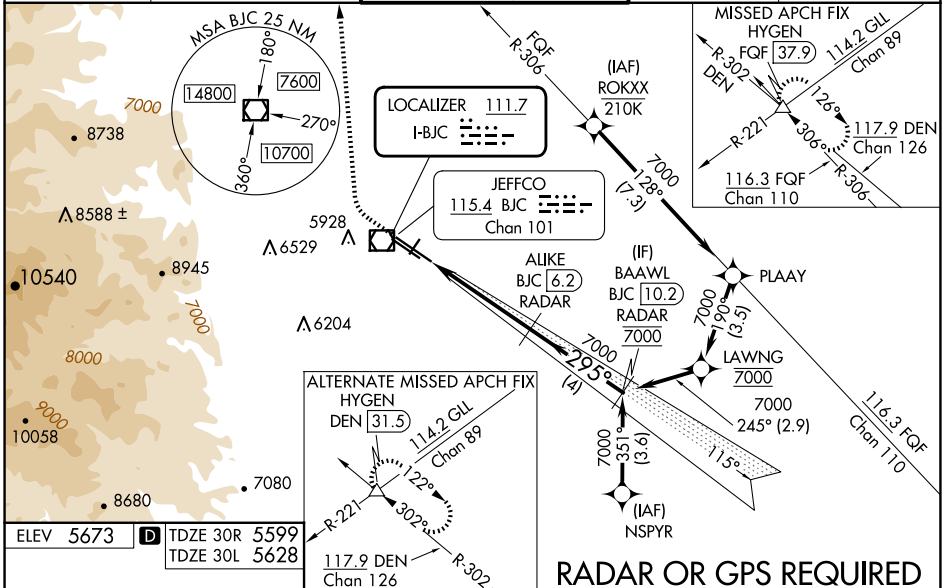 MSA BJC 25 NM
180°
14800
7600
270°
10700
360°
7000
8738
8588 ±
5928
6529
8945
10540
7000
6204
8000
9000
10058
8680
7080
LOCALIZER 111.7
I-BJC
JEFFCO
115.4 BJC
Chan 101
FQF
R-306
(IAF)
ROKXX
210K
7000
128°
(7.3)
PLAAY
7000
190°
(3.5)
LAWNG
7000
7000
245° (2.9)
116.3 FQF
Chan 110
ALIKE
BJC 6.2
RADAR
(IF)
BAAWL
BJC 10.2
RADAR
7000
7000
295°
(4)
115°
7000
351°
(3.6)
(IAF)
NSPYR
MISSED APCH FIX
HYGEN
FQF 37.9
114.2 GLL
Chan 89
R-302
DEN
126°
R-221
306°
117.9 DEN
Chan 126
116.3 FQF
Chan 110
R-306
ALTERNATE MISSED APCH FIX
HYGEN
DEN 31.5
114.2 GLL
Chan 89
122°
R-221
302°
117.9 DEN
Chan 126
R-302
ELEV 5673
D
TDZE 30R 5599
TDZE 30L 5628
RADAR OR GPS REQUIRED